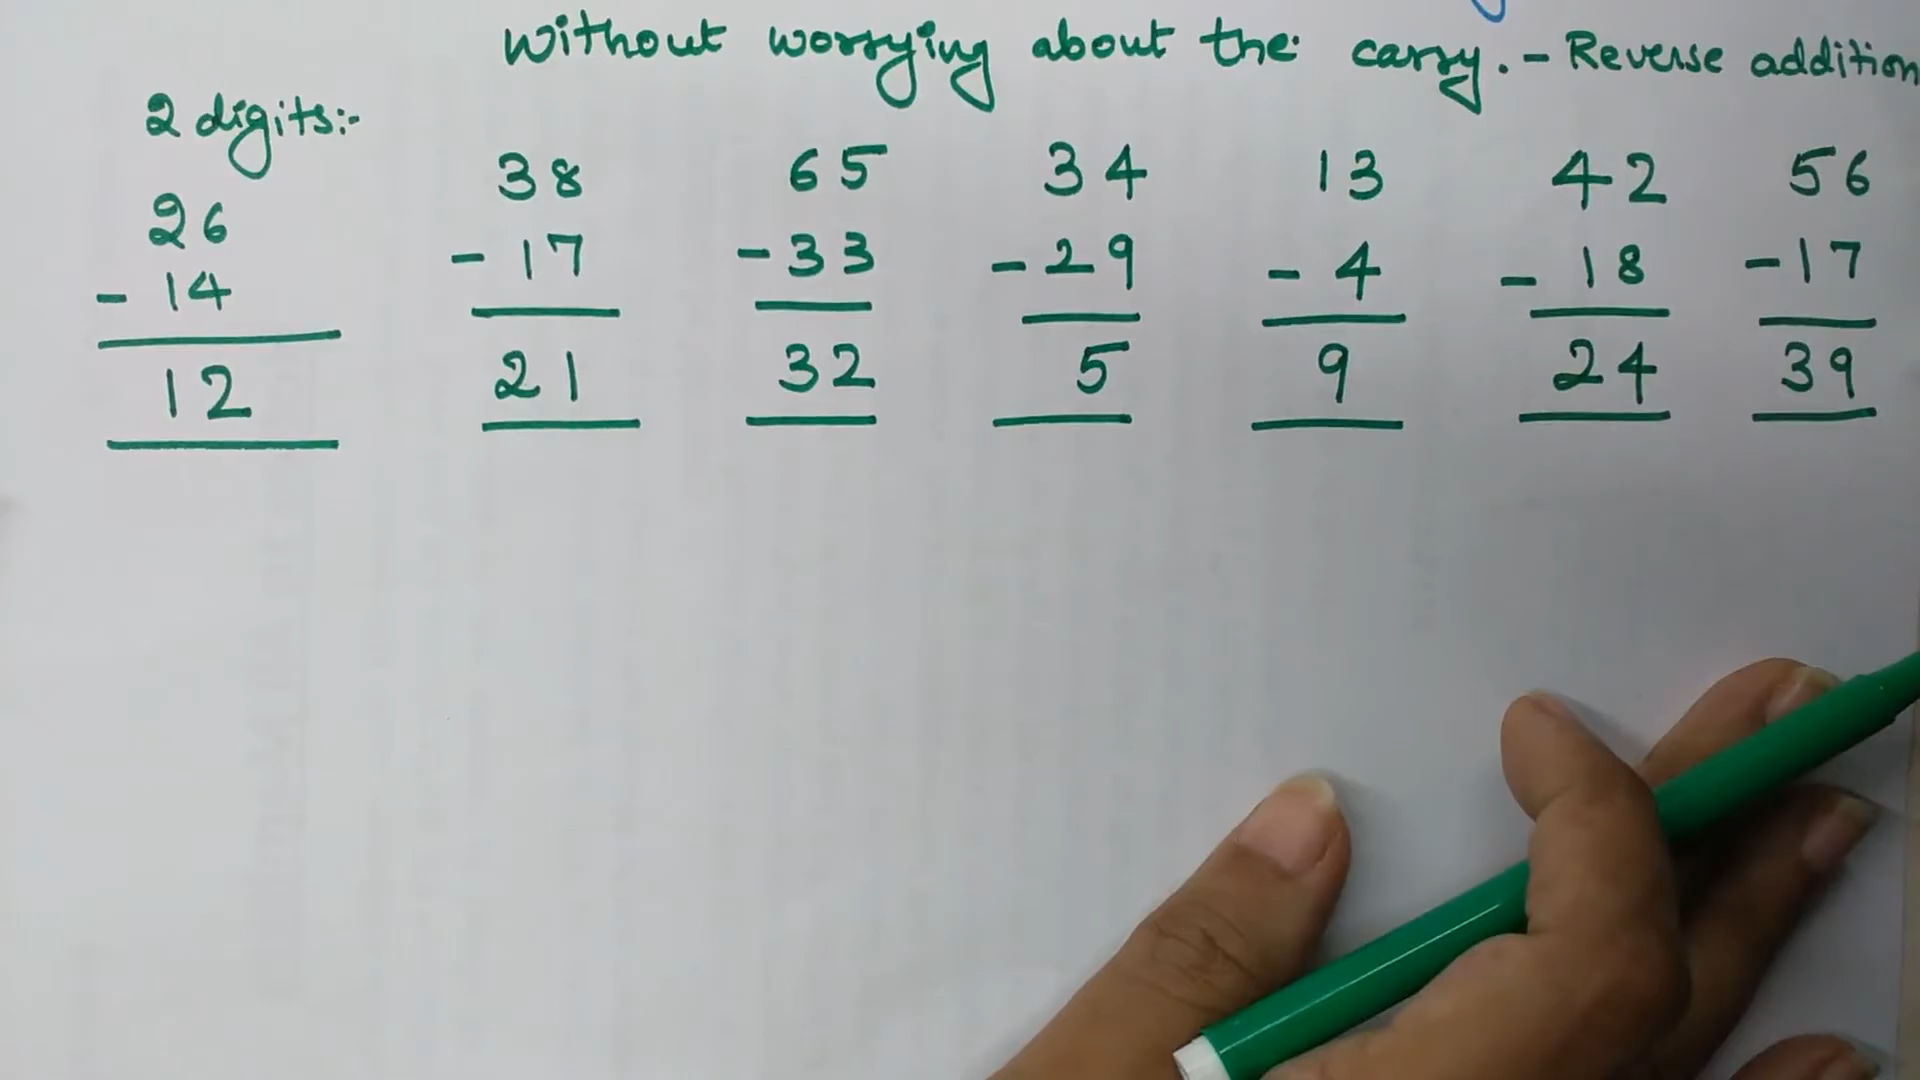 without worrying about the carry. - Reverse addition
2 digits:-
26 38 65 34 13 42 56
- 14 - 17 - 33 - 29 - 4 - 18 - 17
12 21 32 5 9 24 39